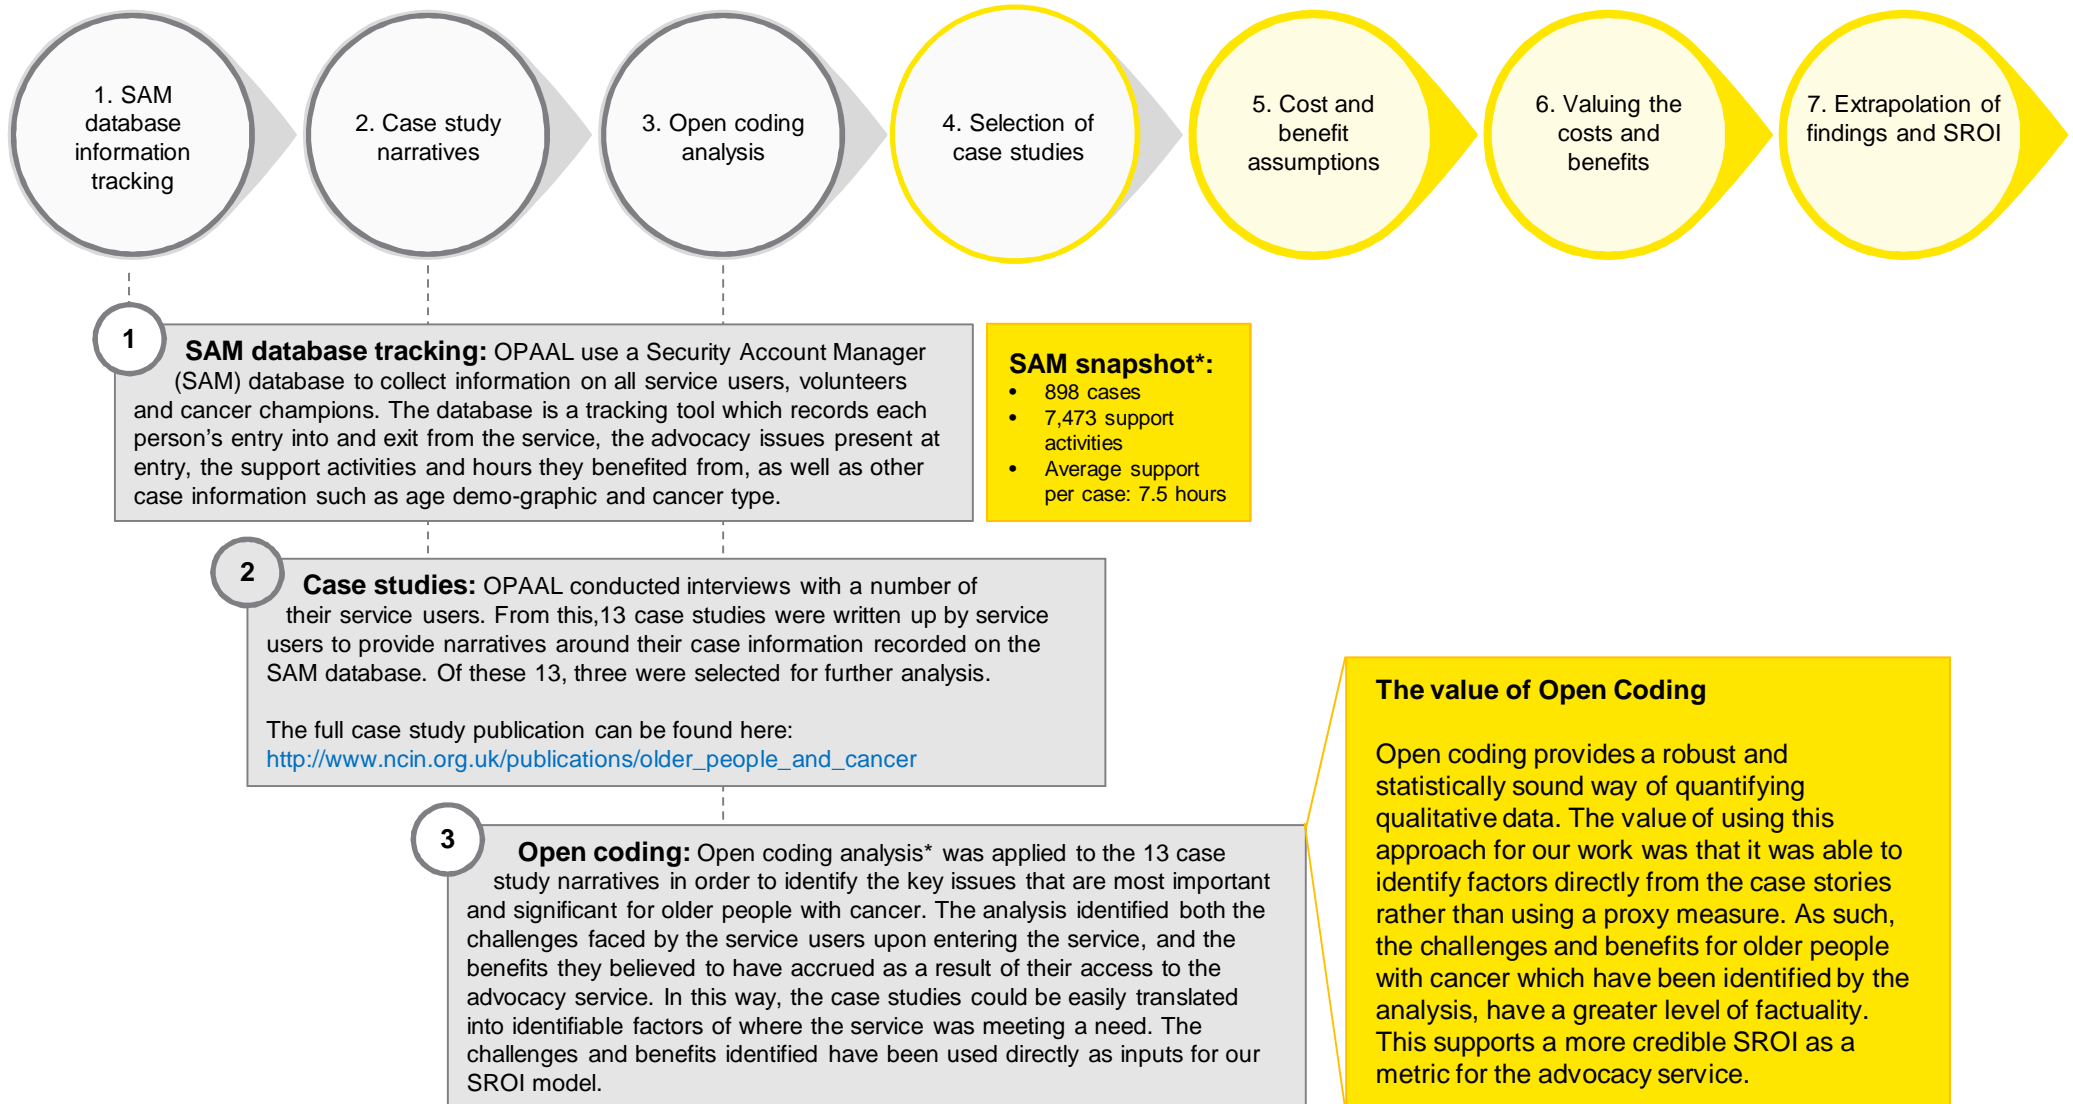 1. SAM
database
information
tracking
2. Case study
narratives
3. Open coding
analysis
4. Selection of
case studies
5. Cost and
benefit
assumptions
6. Valuing the
costs and
benefits
7. Extrapolation of
findings and SROI
1
SAM database tracking: OPAAL use a Security Account Manager
(SAM) database to collect information on all service users, volunteers
and cancer champions. The database is a tracking tool which records each
person's entry into and exit from the service, the advocacy issues present at
entry, the support activities and hours they benefited from, as well as other
case information such as age demo-graphic and cancer type.
SAM snapshot*:
• 898 cases
• 7,473 support
activities
• Average support
per case: 7.5 hours
2
Case studies: OPAAL conducted interviews with a number of
their service users. From this,13 case studies were written up by service
users to provide narratives around their case information recorded on the
SAM database. Of these 13, three were selected for further analysis.
The full case study publication can be found here:
http://www.ncin.org.uk/publications/older_people_and_cancer
3
Open coding: Open coding analysis* was applied to the 13 case
study narratives in order to identify the key issues that are most important
and significant for older people with cancer. The analysis identified both the
challenges faced by the service users upon entering the service, and the
benefits they believed to have accrued as a result of their access to the
advocacy service. In this way, the case studies could be easily translated
into identifiable factors of where the service was meeting a need. The
challenges and benefits identified have been used directly as inputs for our
SROI model.
The value of Open Coding
Open coding provides a robust and
statistically sound way of quantifying
qualitative data. The value of using this
approach for our work was that it was able to
identify factors directly from the case stories
rather than using a proxy measure. As such,
the challenges and benefits for older people
with cancer which have been identified by the
analysis, have a greater level of factuality.
This supports a more credible SROI as a
metric for the advocacy service.